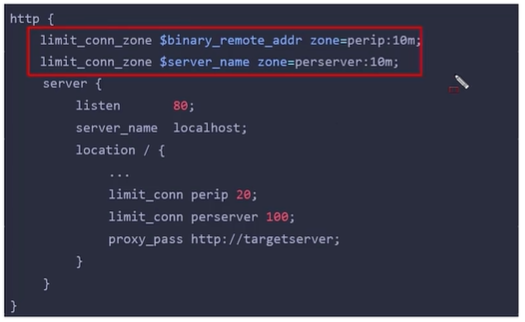 http {
limit_conn_zone $binary_remote_addr zone=perip:10m;
limit_conn_zone $server_name zone=perserver:10m;
server {
listen 80;
server_name localhost;
location / {
...
limit_conn perip 20;
limit_conn perserver 100;
proxy_pass http://targetserver;
}
}
}